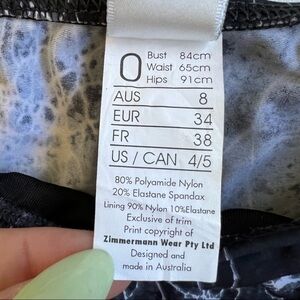 0
Bust 84cm
Waist 65cm
Hips 91cm
AUS 8
EUR 34
FR 38
US / CAN 4/5
80% Polyamide Nylon
20% Elastane Spandax
Lining 90% Nylon 10%Elastane
Exclusive of trim
Print copyright of
Zimmermann Wear Pty Ltd
Designed and
made in Australia